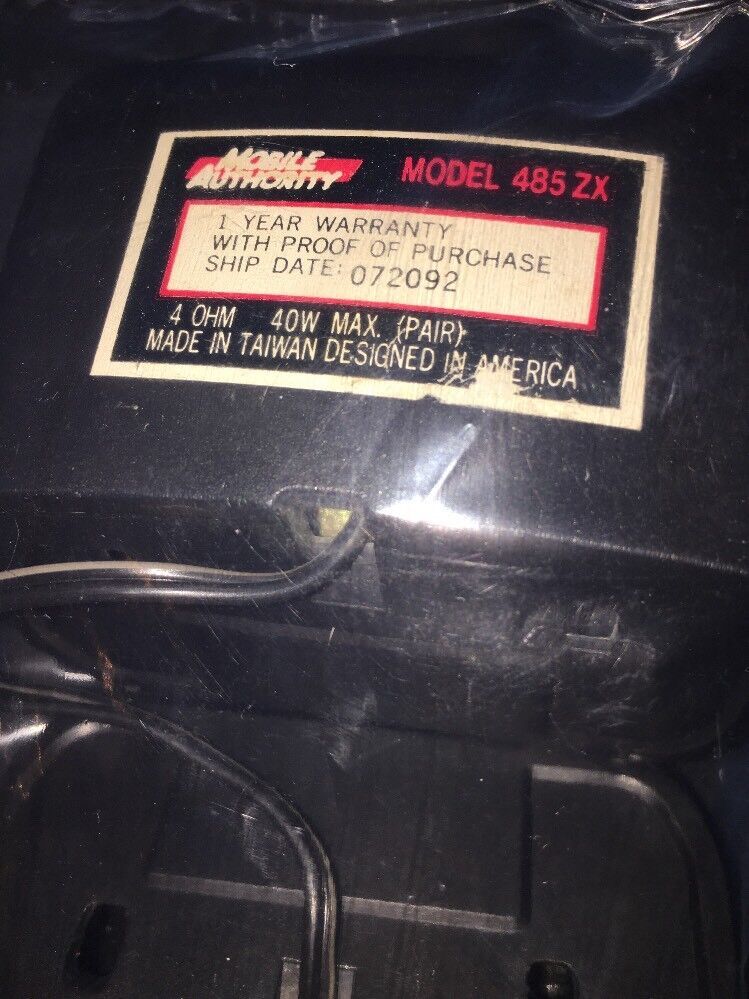 MOBILE
AUTHORITY
MODEL 485 ZX
1 YEAR WARRANTY
WITH PROOF OF PURCHASE
SHIP DATE: 072092
4 OHM 40W MAX. (PAIR)
MADE IN TAIWAN DESIGNED IN AMERICA